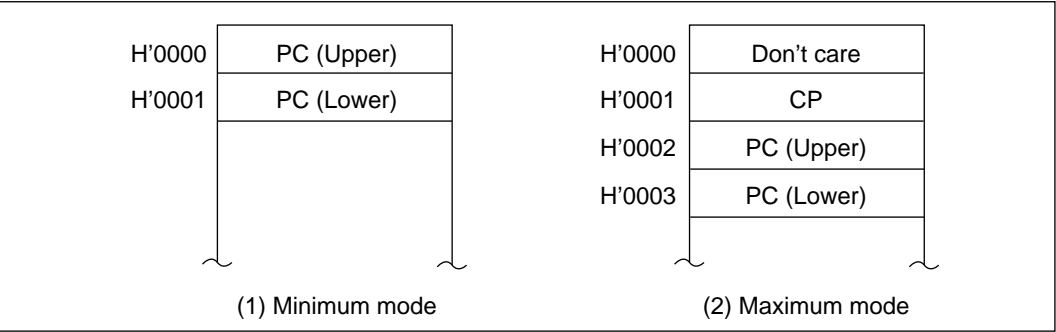 H'0000 PC (Upper)
H'0001 PC (Lower)
(1) Minimum mode
H'0000 Don't care
H'0001 CP
H'0002 PC (Upper)
H'0003 PC (Lower)
(2) Maximum mode